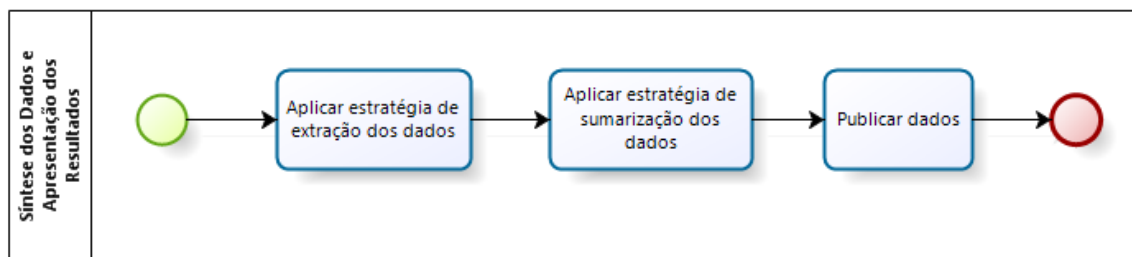 Síntese dos Dados e
Apresentação dos
Resultados
Aplicar estratégia de
extração dos dados
Aplicar estratégia de
sumarização dos
dados
Publicar dados